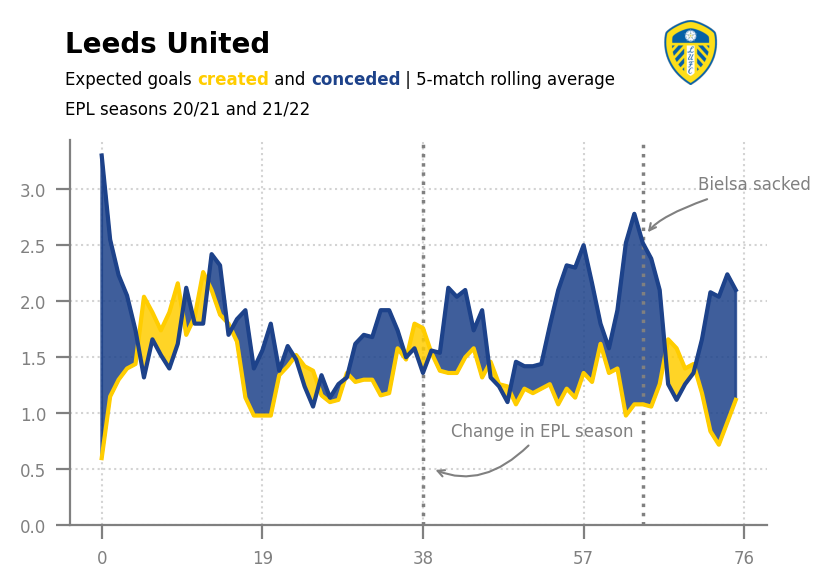 Leeds United
Expected goals created and conceded | 5-match rolling average
EPL seasons 20/21 and 21/22
LUFC
Bielsa sacked
Change in EPL season
3.0
2.5
2.0
1.5
1.0
0.5
0.0
0 19 38 57 76